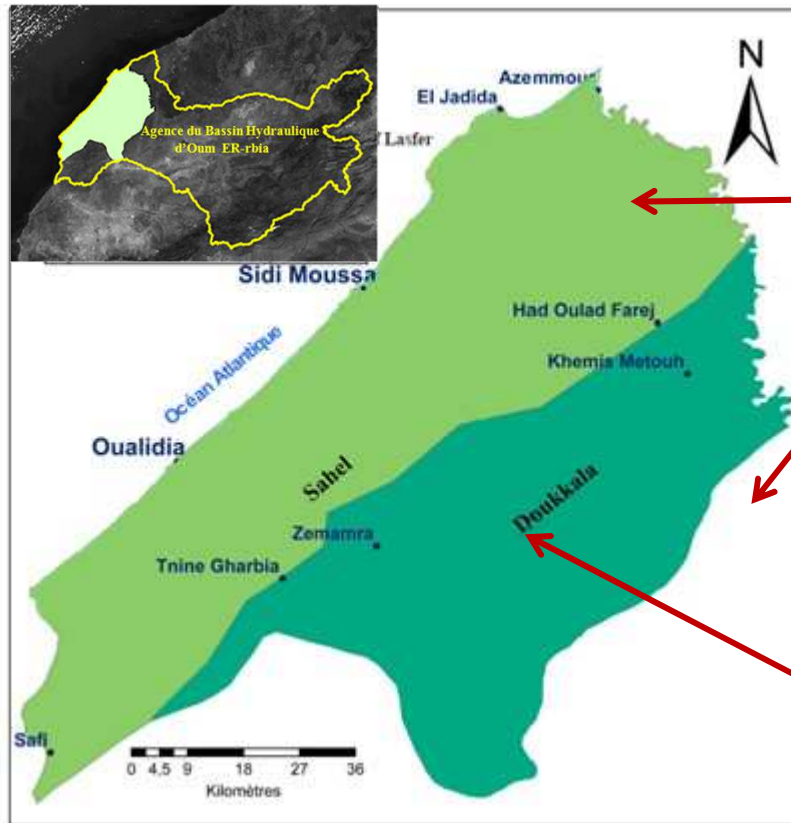 Agence du Bassin Hydraulique
d'Oum ER-rbia
N
Azemmour
El Jadida
Lasfer
Sidi Moussa
Had Oulad Farej
Khemis Metouh
Océan Atlantique
Oualidia
Sahel
Doukkala
Zemamra
Tnine Gharbia
Safi
0 4,5 9 18 27 36
Kilomètres